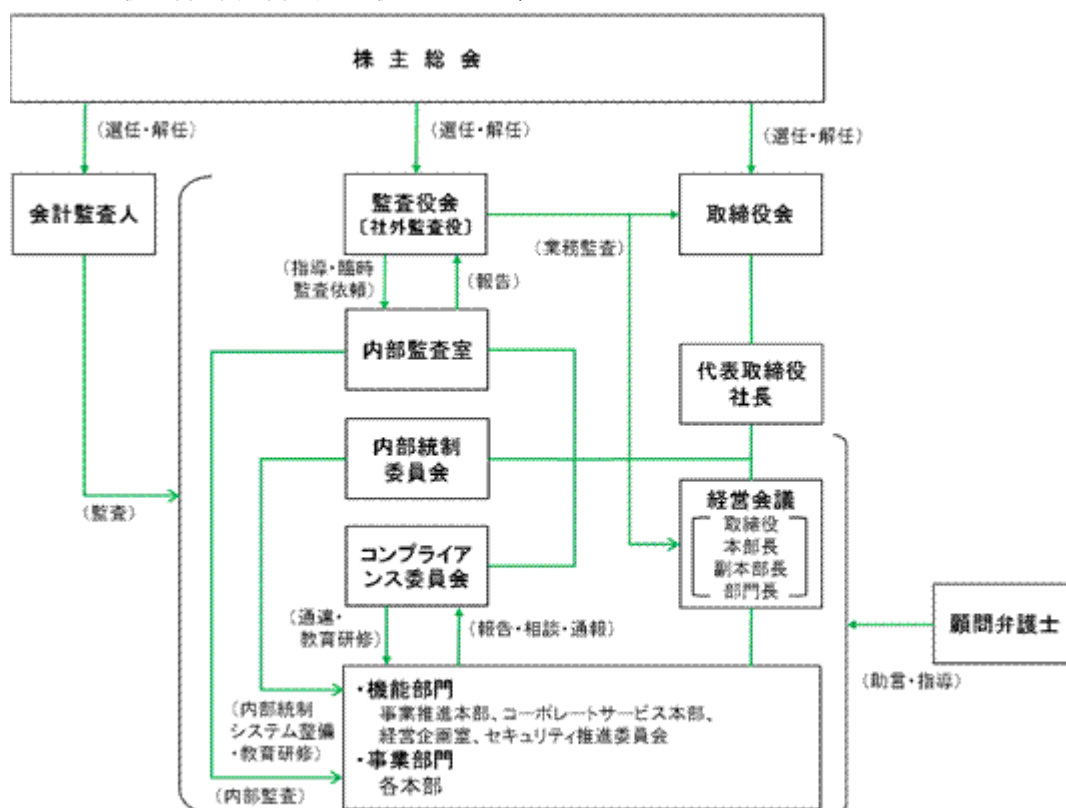 株主総会
(選任・解任)
(選任・解任)
(選任・解任)
会計監査人
監査役会
〔社外監査役〕
取締役会
(業務監査)
(指導・臨時
監査依頼)
(報告)
内部監査室
代表取締役
社長
内部統制
委員会
経営会議
取締役
本部長
副本部長
部門長
(監査)
コンプライア
ンス委員会
顧問弁護士
(通達・
教育研修)
(報告・相談・通報)
(助言・指導)
・機能部門
事業推進本部、コーポレートサービス本部、
経営企画室、セキュリティ推進委員会
・事業部門
各本部
(内部統制
システム整備
・教育研修)
(内部監査)